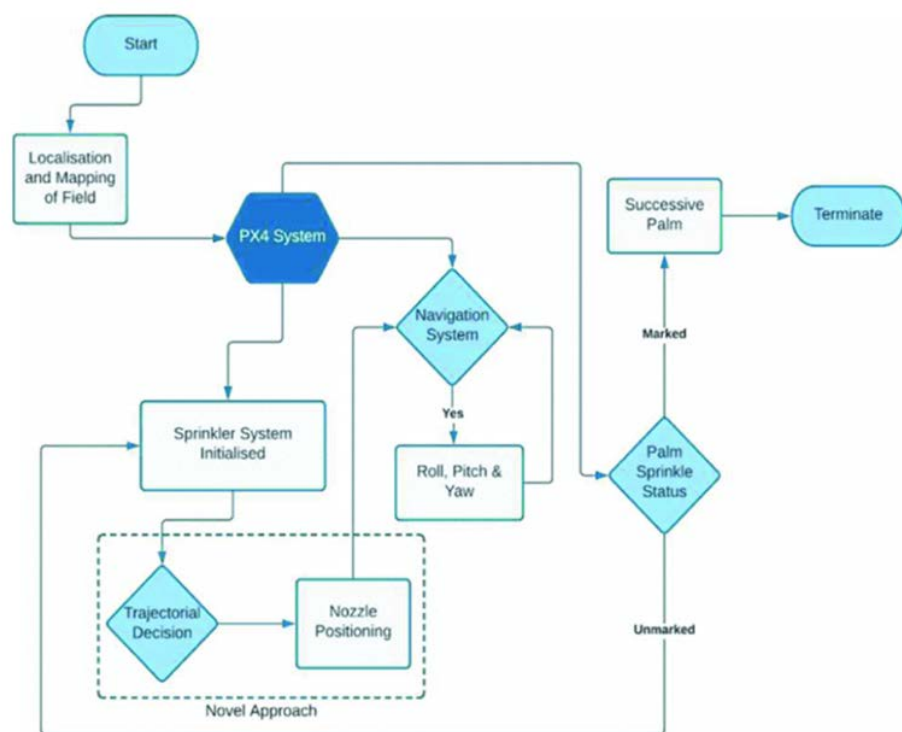 Start
Localisation
and Mapping
of Field
PX4 System
Successive
Palm
Terminate
Navigation
System
Marked
Yes
Sprinkler System
Initialised
Roll, Pitch &
Yaw
Palm
Sprinkle
Status
Trajectorial
Decision
Nozzle
Positioning
Unmarked
Novel Approach